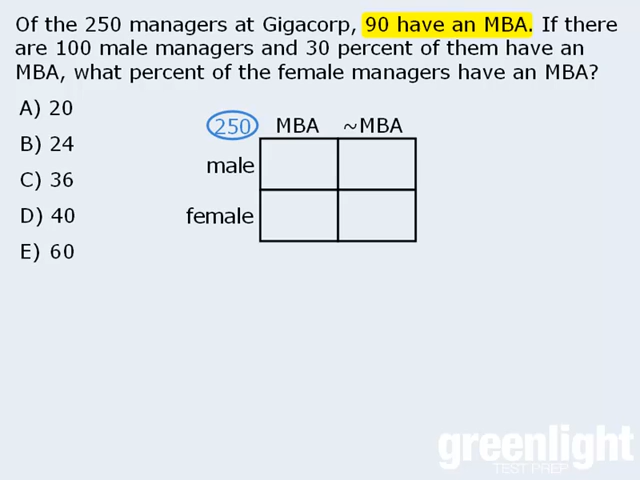 Of the 250 managers at Gigacorp, 90 have an MBA. If there
are 100 male managers and 30 percent of them have an
MBA, what percent of the female managers have an MBA?
A) 20
B) 24
C) 36
D) 40
E) 60
250 MBA ~MBA
male
female
greenlight
TEST PREP